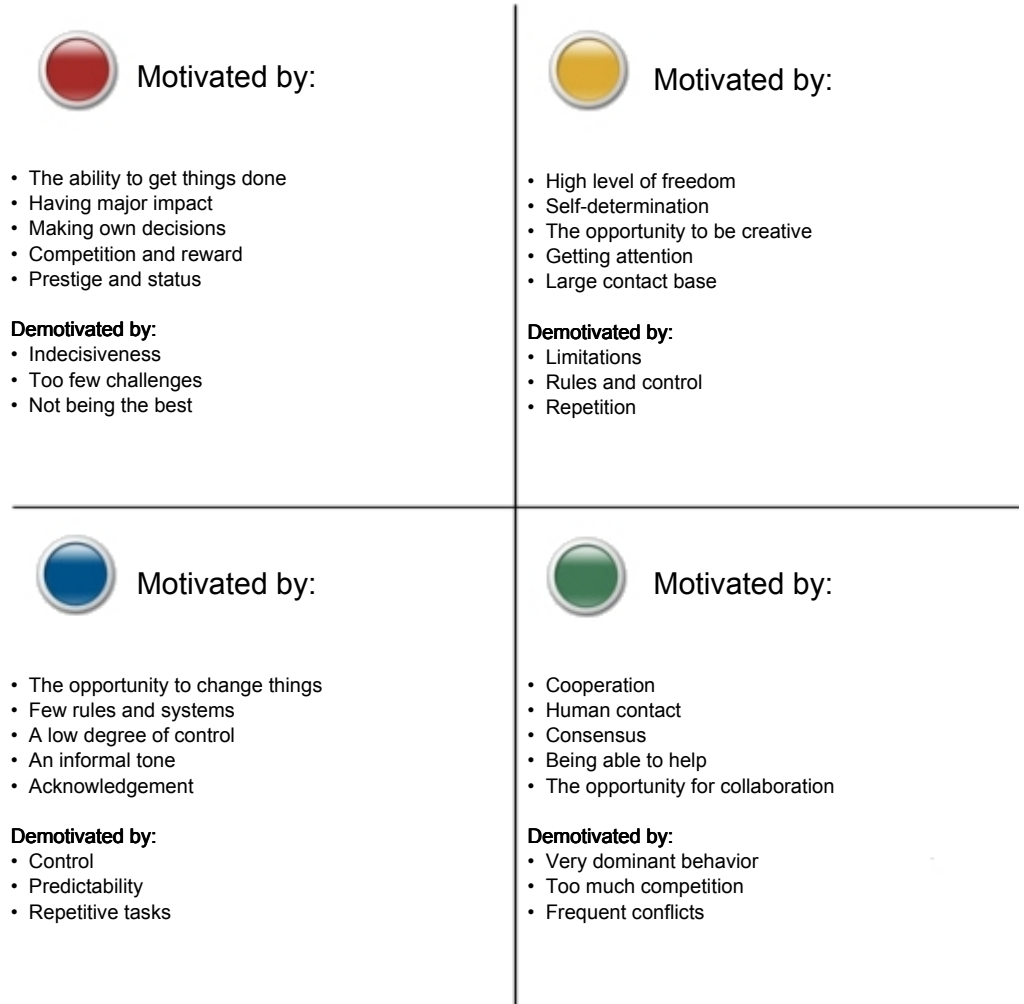 Motivated by:
• The ability to get things done
• Having major impact
• Making own decisions
• Competition and reward
• Prestige and status
Demotivated by:
• Indecisiveness
• Too few challenges
• Not being the best
Motivated by:
• High level of freedom
• Self-determination
• The opportunity to be creative
• Getting attention
• Large contact base
Demotivated by:
• Limitations
• Rules and control
• Repetition
Motivated by:
• The opportunity to change things
• Few rules and systems
• A low degree of control
• An informal tone
• Acknowledgement
Demotivated by:
• Control
• Predictability
• Repetitive tasks
Motivated by:
• Cooperation
• Human contact
• Consensus
• Being able to help
• The opportunity for collaboration
Demotivated by:
• Very dominant behavior
• Too much competition
• Frequent conflicts